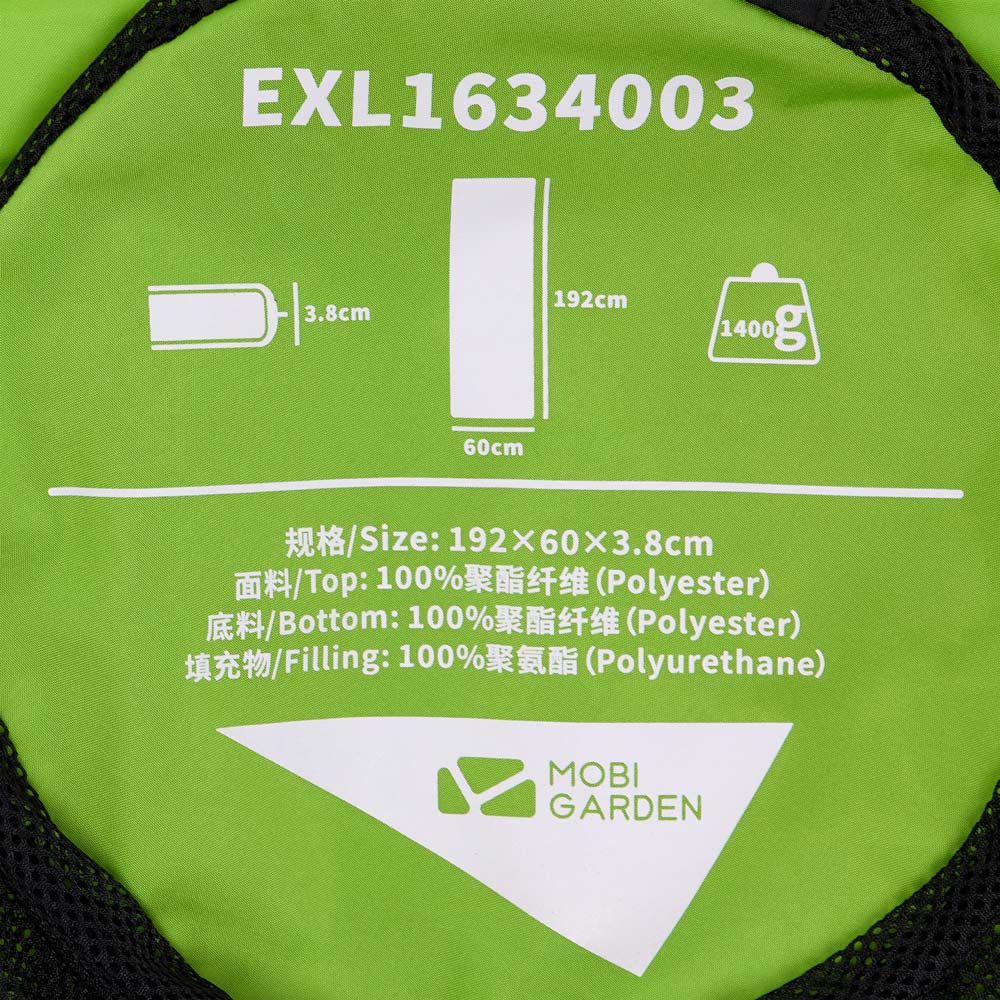 EXL1634003
3.8cm
192cm
1400g
60cm
规格/Size: 192×60×3.8cm
面料/Top: 100%聚酯纤维(Polyester)
底料/Bottom: 100%聚酯纤维(Polyester)
填充物/Filling: 100%聚氨酯(Polyurethane)
MOBI
GARDEN